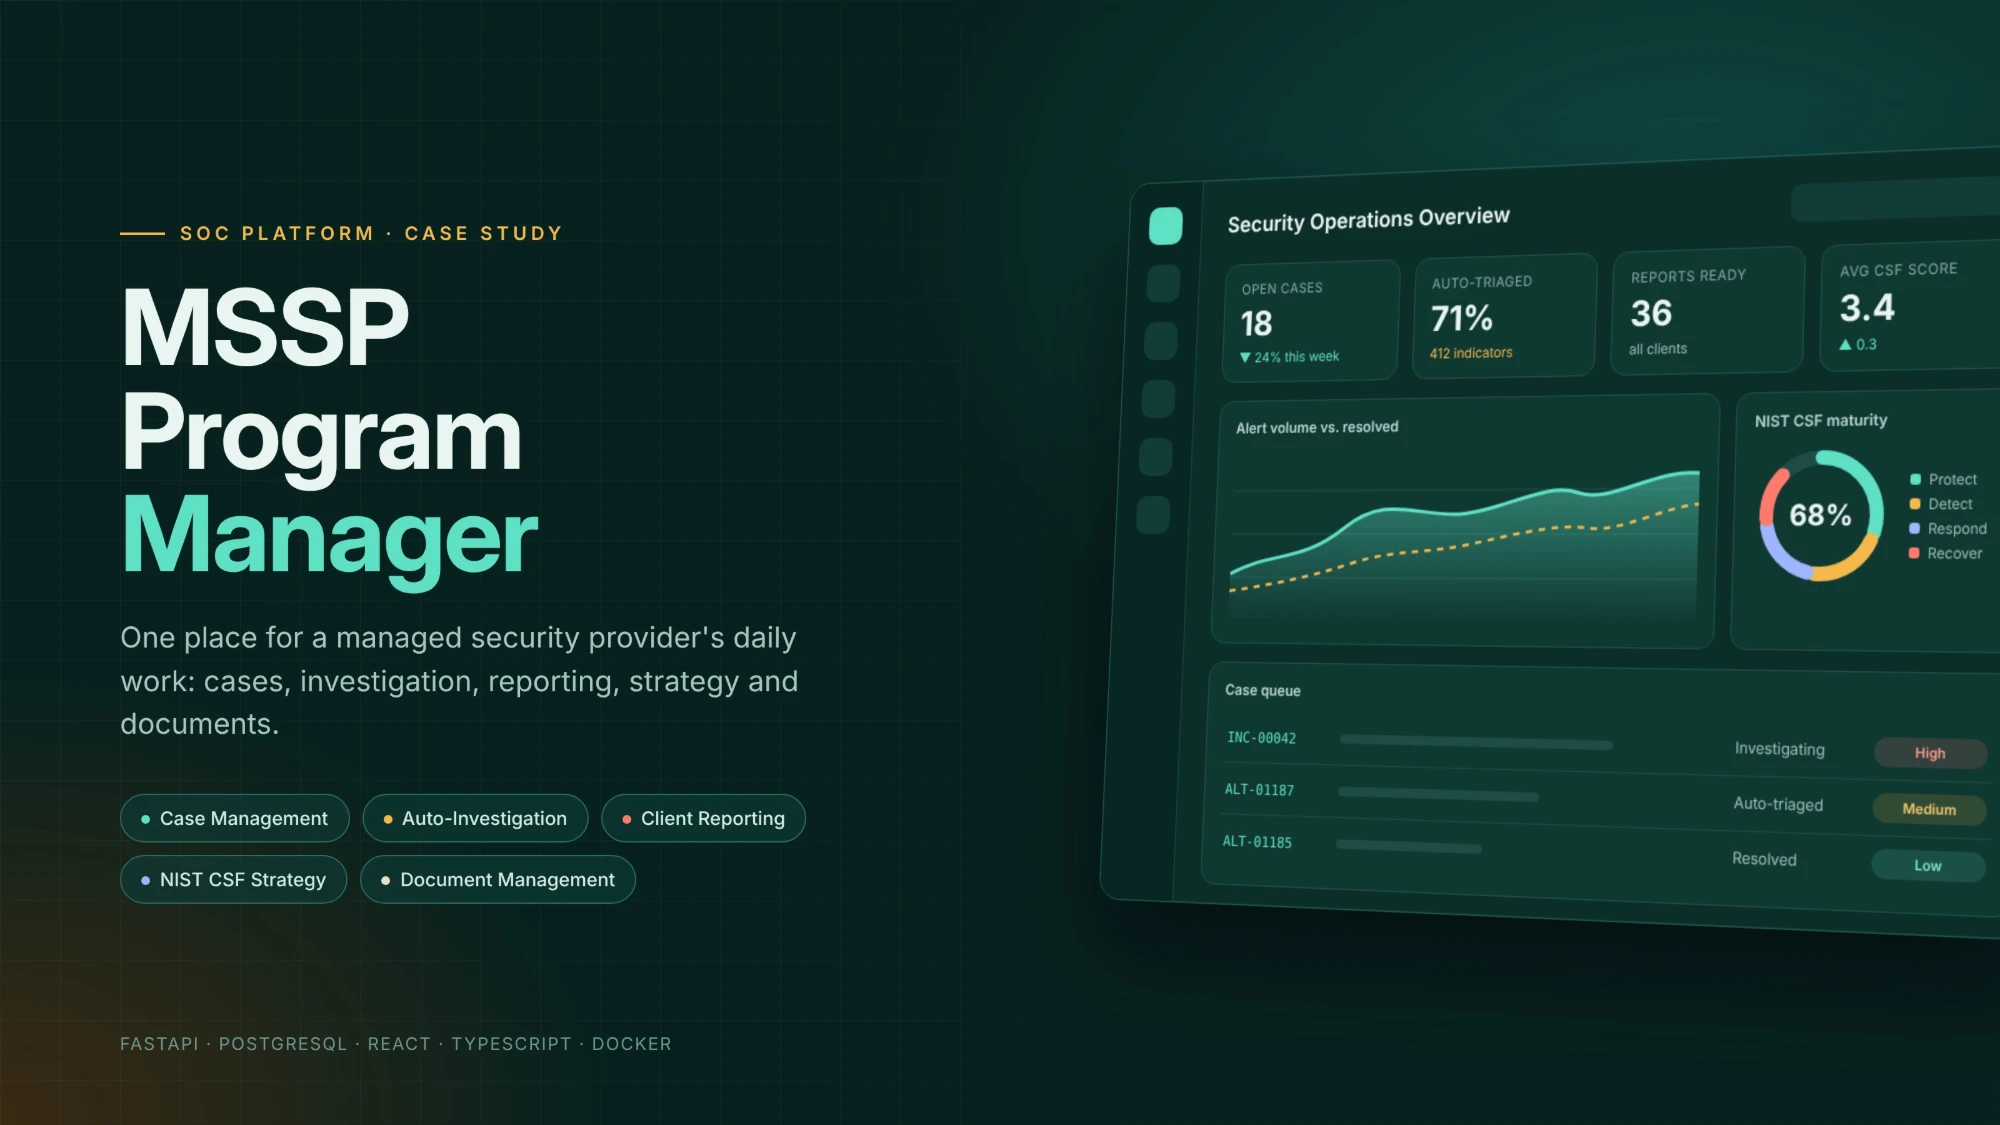 SOC PLATFORM · CASE STUDY
MSSP
Program
Manager
One place for a managed security provider's daily
work: cases, investigation, reporting, strategy and
documents.
Case Management
Auto-Investigation
Client Reporting
NIST CSF Strategy
Document Management
FASTAPI · POSTGRESQL · REACT · TYPESCRIPT · DOCKER
Security Operations Overview
OPEN CASES
18
▼ 24% this week
AUTO-TRIAGED
71%
412 indicators
REPORTS READY
36
all clients
AVG CSF SCORE
3.4
▲ 0.3
Alert volume vs. resolved
NIST CSF maturity
68%
Protect
Detect
Respond
Recover
Case queue
INC-00042 Investigating High
ALT-01187 Auto-triaged Medium
ALT-01185 Resolved Low